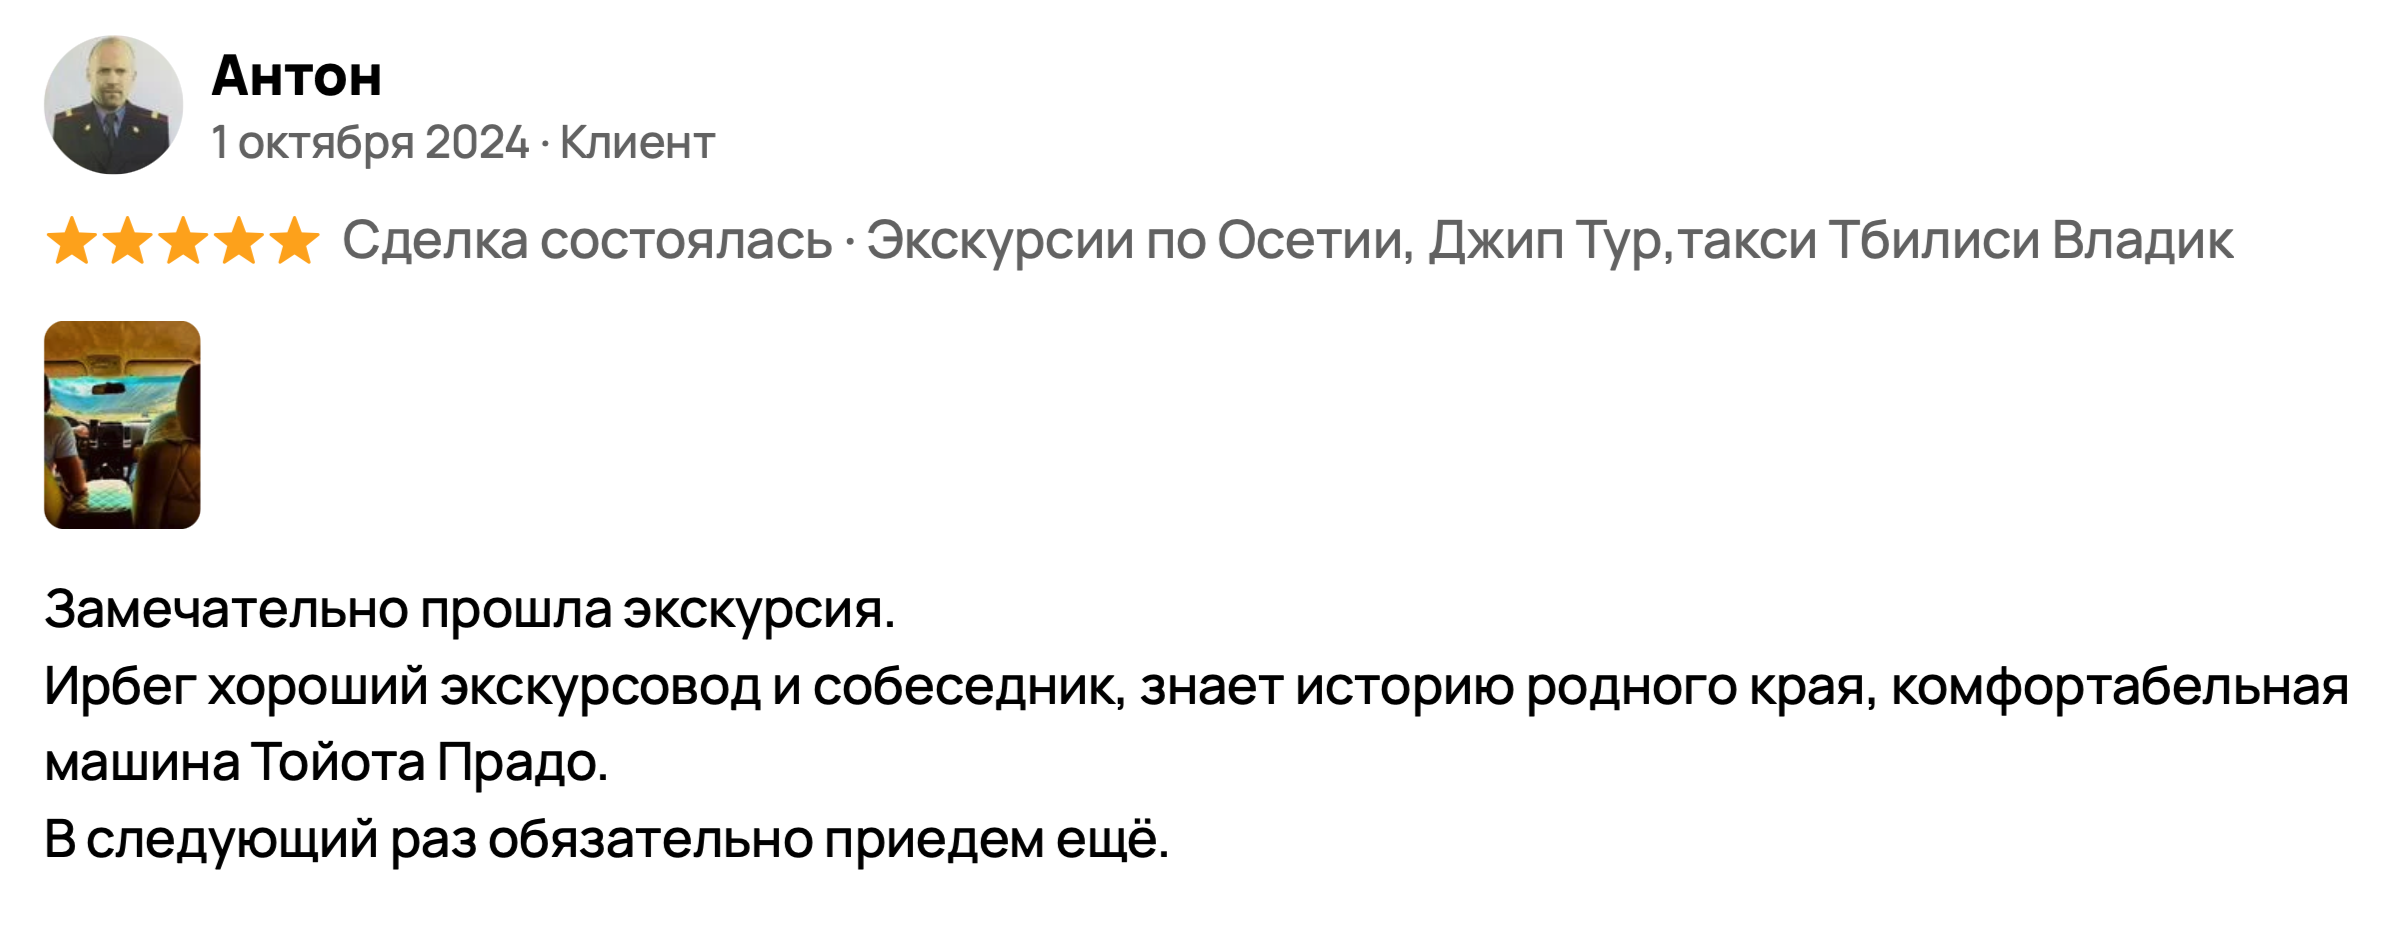 Антон
1 октября 2024 · Клиент
Сделка состоялась · Экскурсии по Осетии, Джип Тур,такси Тбилиси Владик
Замечательно прошла экскурсия.
Ирбег хороший экскурсовод и собеседник, знает историю родного края, комфортабельная
машина Тойота Прадо.
В следующий раз обязательно приедем ещё.